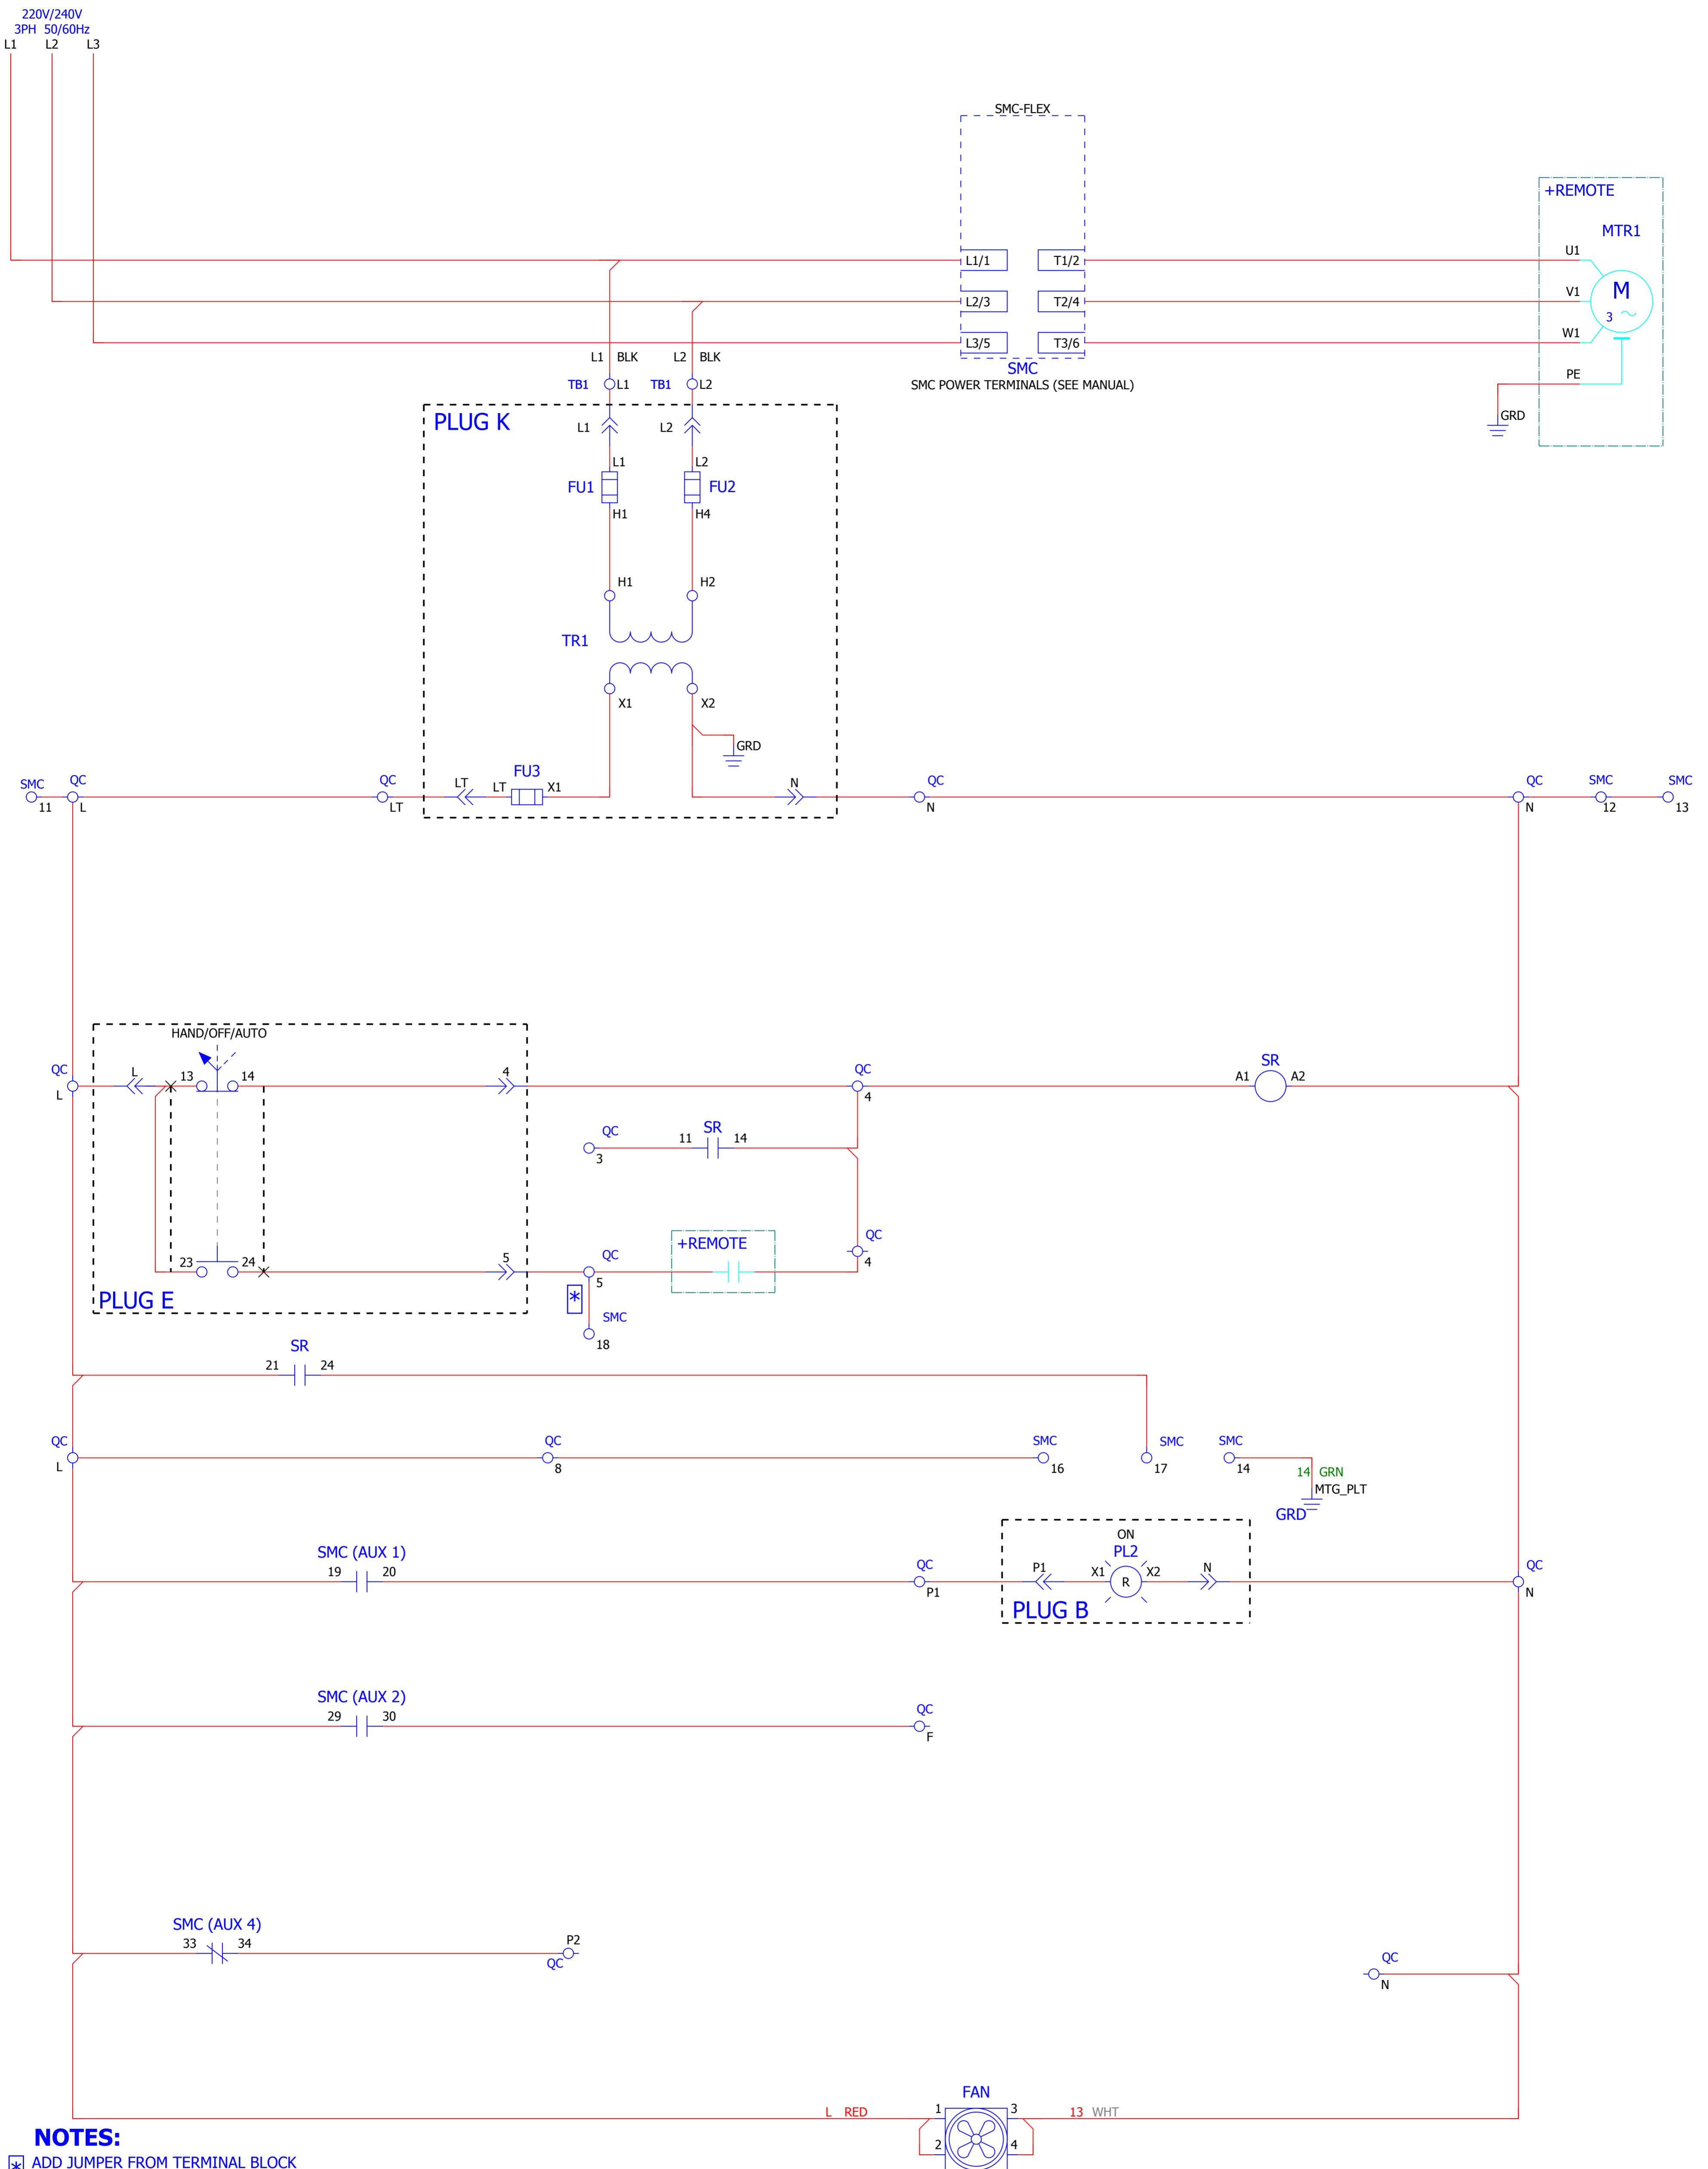 220V/240V
3PH 50/60Hz
L1 L2 L3
SMC-FLEX
+REMOTE
MTR1
L1/1 T1/2 U1
L2/3 T2/4 V1 M
3
L3/5 T3/6 W1
SMC
SMC POWER TERMINALS (SEE MANUAL)
PE
GRD
L1 BLK L2 BLK
TB1 L1 TB1 L2
PLUG K
L1 L2
L1 L2
FU1 FU2
H1 H4
H1 H2
TR1
X1 X2
GRD
SMC QC QC LT LT FU3 X1 N QC QC SMC SMC
11 L LT N N 12 13
HAND/OFF/AUTO
QC L 13 14 4 QC SR
L 4 A1 A2
QC 11 SR 14
3
+REMOTE QC
4
23 24 5 QC
5
PLUG E
*
SMC
18
SR
21 24
QC QC SMC SMC SMC
L 8 16 17 14
14 GRN
MTG_PLT
GRD
SMC (AUX 1)
19 20
QC
P1
ON
PL2
P1 X1 R X2 N
PLUG B
QC
N
SMC (AUX 2)
29 30
QC
F
SMC (AUX 4)
33 34
P2
QC
QC
N
FAN
L RED 1 3 13 WHT
2 4
NOTES:
* ADD JUMPER FROM TERMINAL BLOCK